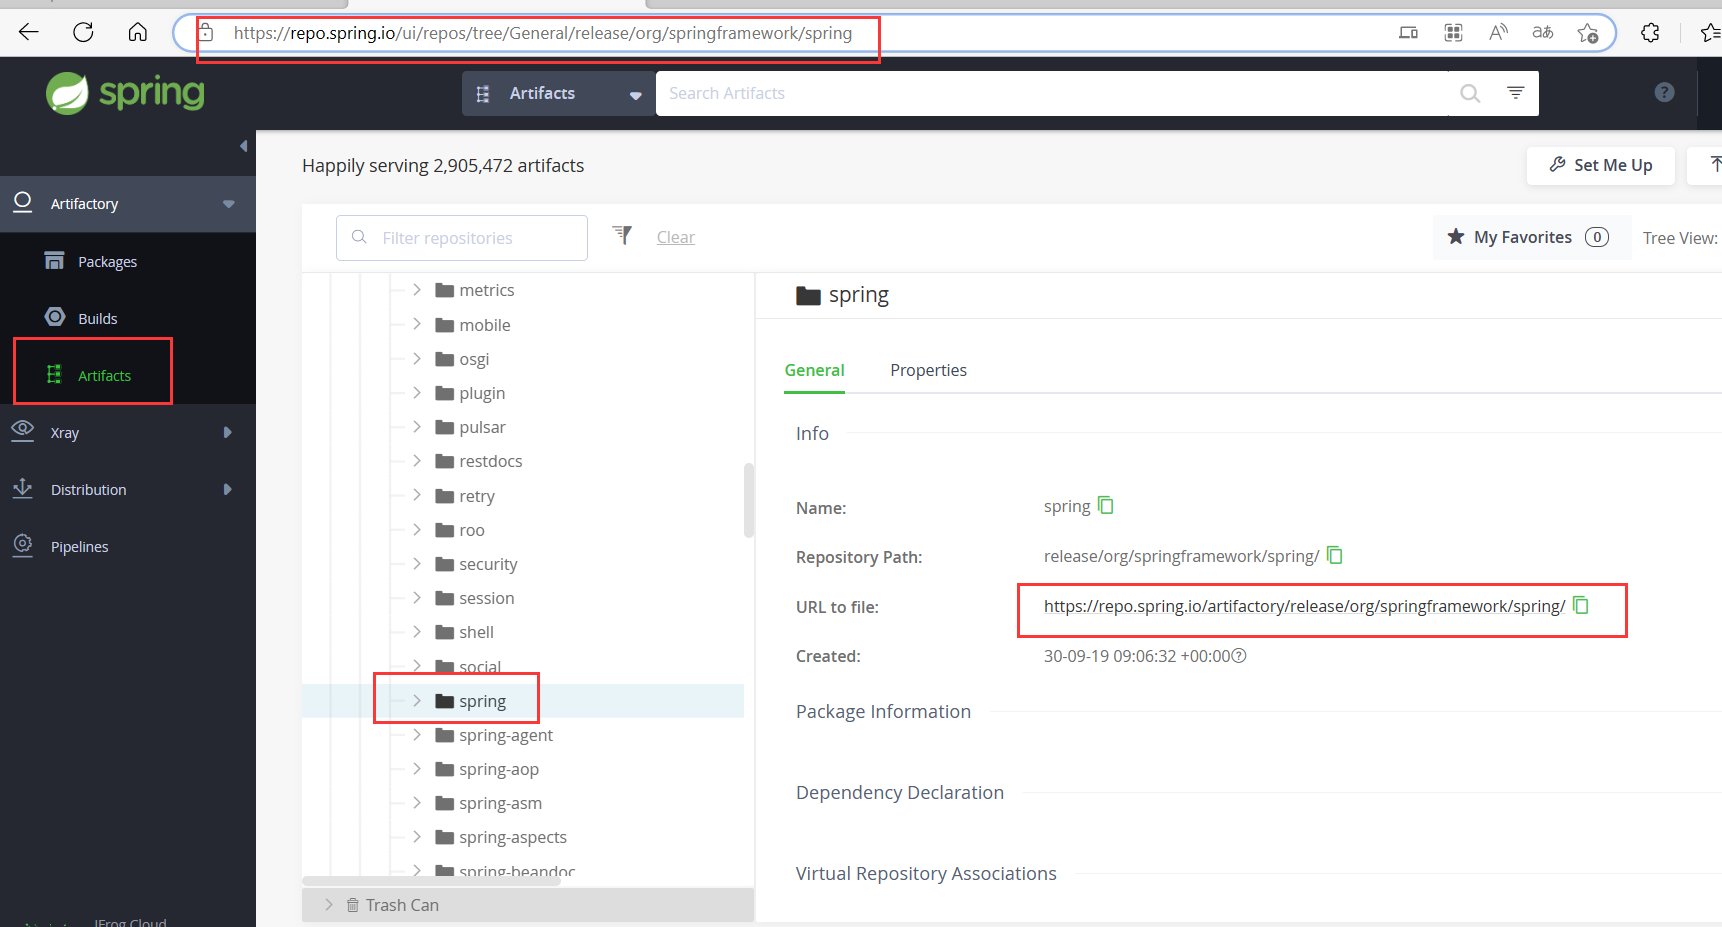 https://repo.spring.io/ui/repos/tree/General/release/org/springframework/spring
spring
Artifacts
Search Artifacts
Happily serving 2,905,472 artifacts
Set Me Up
Artifactory
Packages
Builds
Artifacts
Xray
Distribution
Pipelines
JFrog Cloud
Filter repositories
Clear
My Favorites 0
Tree View:
metrics
mobile
osgi
plugin
pulsar
restdocs
retry
roo
security
session
shell
social
spring
spring-agent
spring-aop
spring-asm
spring-aspects
spring-beandoc
Trash Can
spring
General Properties
Info
Name: spring
Repository Path: release/org/springframework/spring/
URL to file: https://repo.spring.io/artifactory/release/org/springframework/spring/
Created: 30-09-19 09:06:32 +00:00
Package Information
Dependency Declaration
Virtual Repository Associations